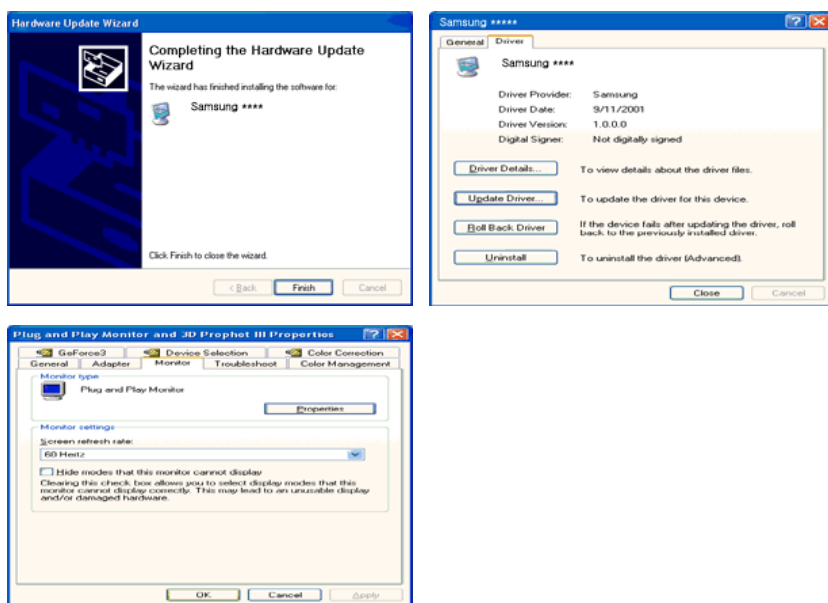 Hardware Update Wizard
Completing the Hardware Update
Wizard
The wizard has finished installing the software for:
Samsung ****
Click Finish to close the wizard.
< Back
Finish
Cancel
Samsung *****
General
Driver
Samsung ****
Driver Provider: Samsung
Driver Date: 9/11/2001
Driver Version: 1.0.0.0
Digital Signer: Not digitally signed
Driver Details... To view details about the driver files.
Update Driver... To update the driver for this device.
Roll Back Driver If the device fails after updating the driver, roll
back to the previously installed driver.
Uninstall To uninstall the driver (Advanced).
Close
Cancel
Plug and Play Monitor and 3D Prophet III Properties
GeForce3 Device Selection Color Correction
General Adapter Monitor Troubleshoot Color Management
Monitor type
Plug and Play Monitor
Properties
Monitor settings
Screen refresh rate:
60 Hertz
Hide modes that this monitor cannot display
Clearing this check box allows you to select display modes that this
monitor cannot display correctly. This may lead to an unusable display
and/or damaged hardware.
OK Cancel Apply